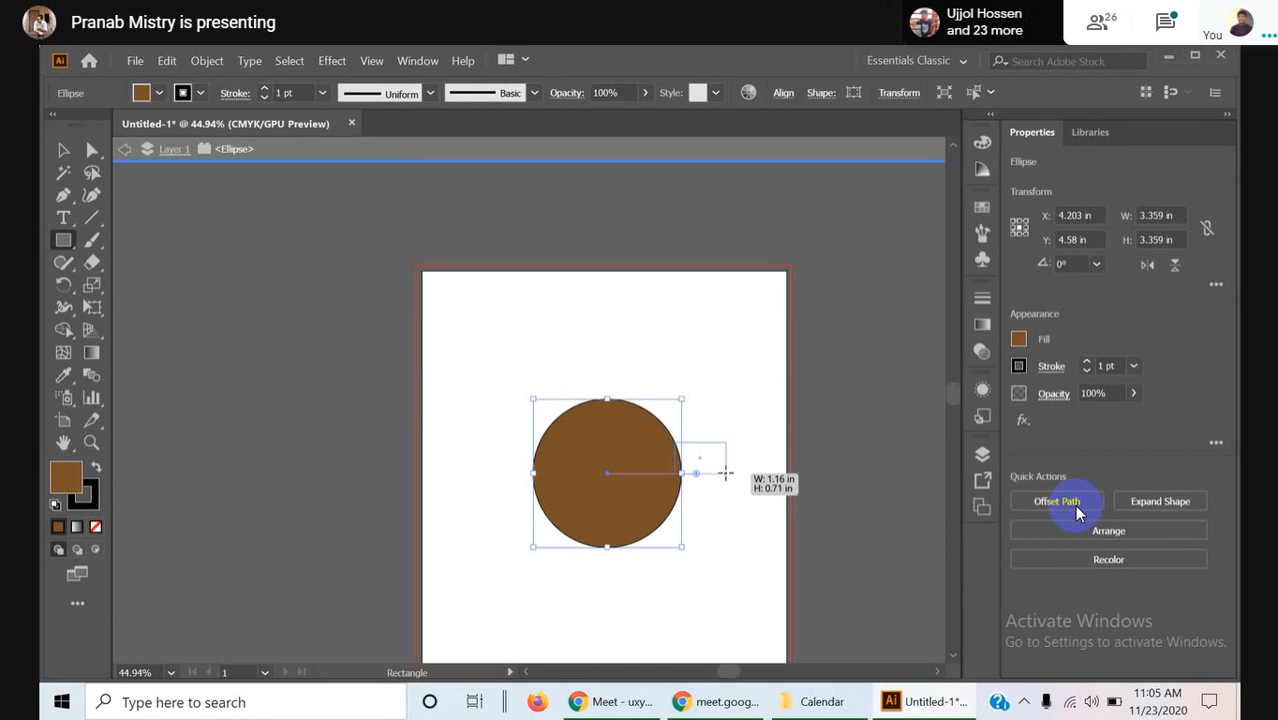 Pranab Mistry is presenting
Ujjol Hossen
and 23 more
26
You
Ai
File Edit Object Type Select Effect View Window Help
Essentials Classic
Search Adobe Stock
Ellipse
Stroke: 1 pt
Uniform
Basic
Opacity: 100%
Style:
Align
Shape:
Transform
Untitled-1* @ 44.94% (CMYK/GPU Preview)
Layer 1
<Ellipse>
Properties
Libraries
Ellipse
Transform
X: 4.203 in
W: 3.359 in
Y: 4.58 in
H: 3.359 in
0°
Appearance
Fill
Stroke
1 pt
Opacity
100%
W: 1.16 in
H: 0.71 in
Quick Actions
Offset Path
Expand Shape
Arrange
Recolor
Activate Windows
Go to Settings to activate Windows.
44.94%
1
Rectangle
Type here to search
Meet - uxy...
meet.goog...
Calendar
Ai
Untitled-1*...
11:05 AM
11/23/2020